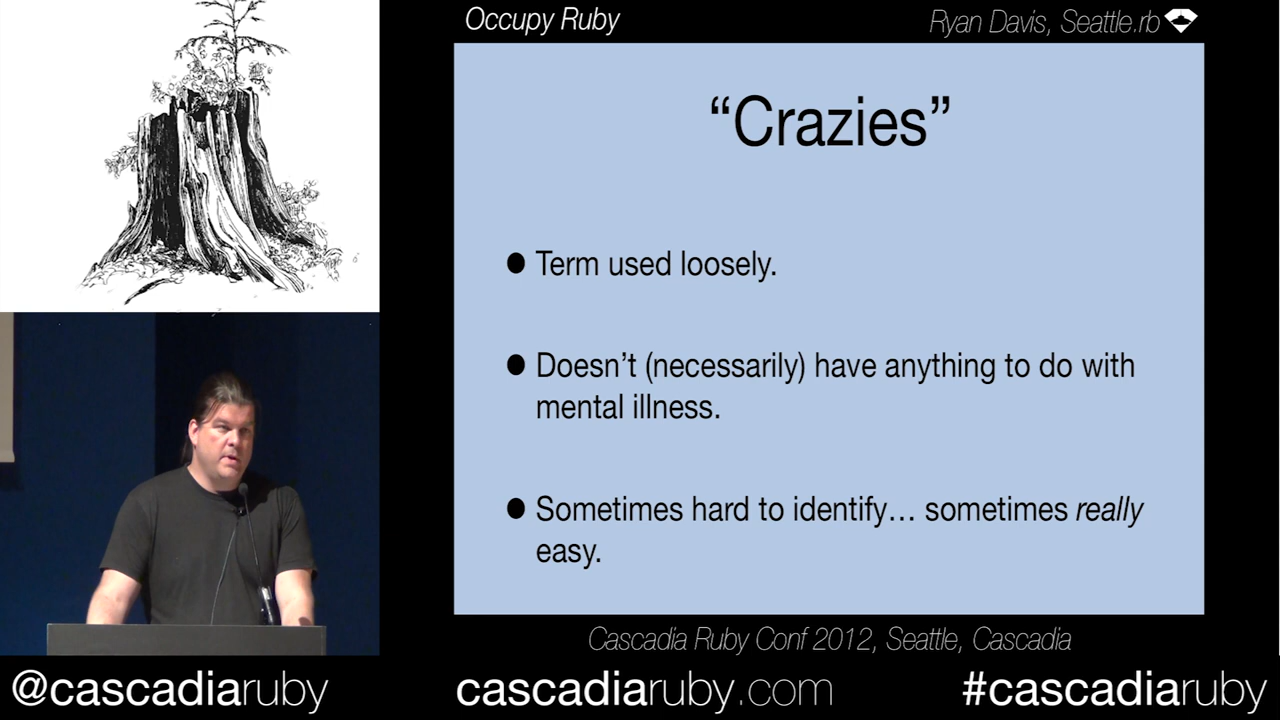 Occupy Ruby
Ryan Davis, Seattle.rb
“Crazies”
● Term used loosely.
● Doesn’t (necessarily) have anything to do with
mental illness.
● Sometimes hard to identify… sometimes really
easy.
Cascadia Ruby Conf 2012, Seattle, Cascadia
@cascadiaruby
cascadiaruby.com
#cascadiaruby